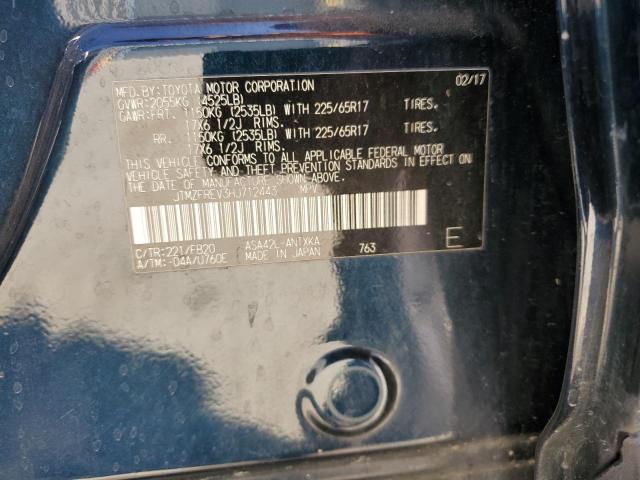 MFD.BY:TOYOTA MOTOR CORPORATION 02/17
GVWR:2055KG (4525LB)
GAWR:FRT. 1150KG (2535LB) WITH 225/65R17 TIRES,
17X6 1/2J RIMS.
RR. 1150KG (2535LB) WITH 225/65R17 TIRES,
17X6 1/2J RIMS.
THIS VEHICLE CONFORMS TO ALL APPLICABLE FEDERAL MOTOR
VEHICLE SAFETY AND THEFT PREVENTION STANDARDS IN EFFECT
ON THE DATE OF MANUFACTURE SHOWN ABOVE.
JTMZFREV3HJ712443 MPV
C/TR:221/FB20 ASA42L-ANTXKA
A/TM:-04A/U760E MADE IN JAPAN 763 E